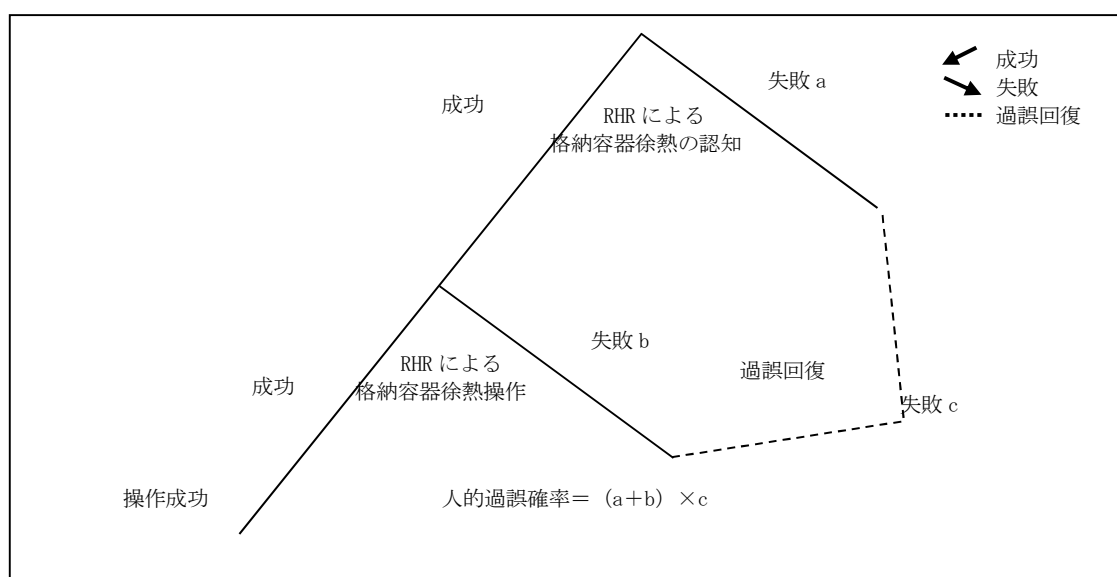 成功
失敗
過誤回復
失敗 a
成功
RHR による
格納容器徐熱の認知
失敗 b
過誤回復
RHR による
格納容器徐熱操作
成功
失敗 c
操作成功
人的過誤確率＝（a＋b）×c